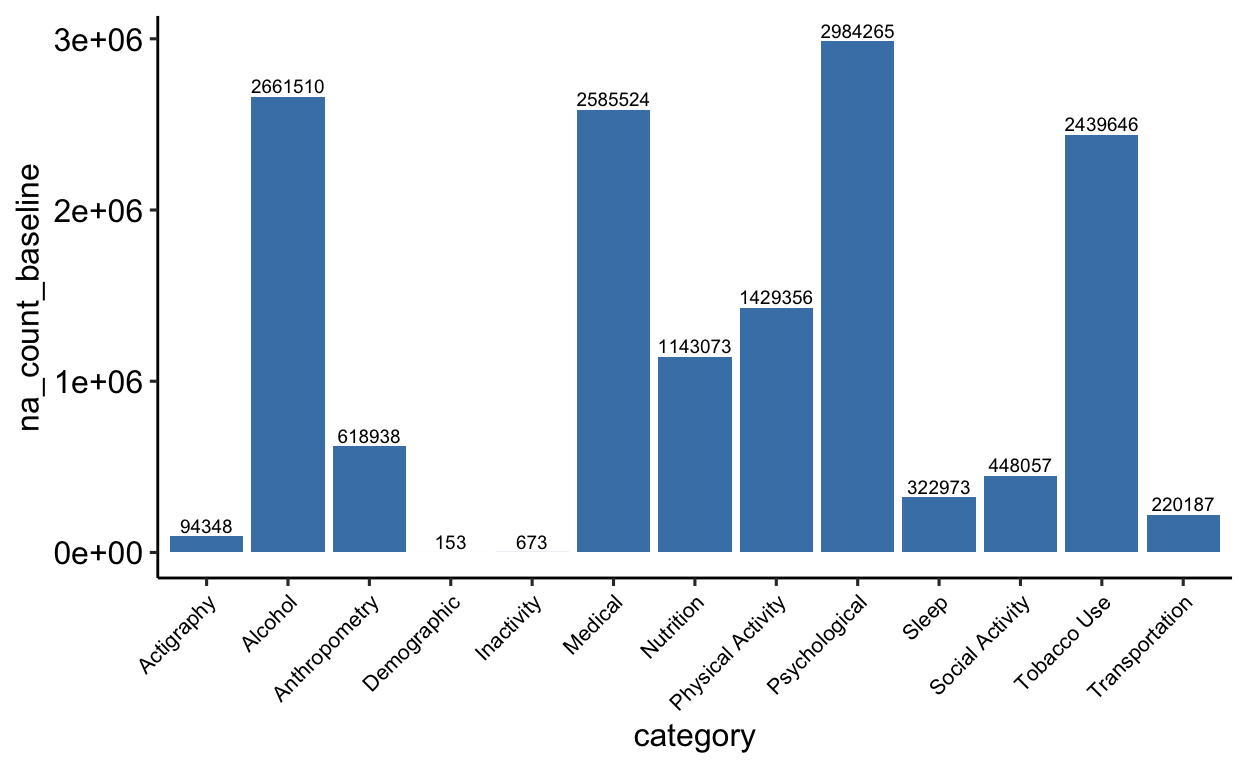 na_count_baseline
3e+06
2e+06
1e+06
0e+00
94348
2661510
618938
153
673
2585524
1143073
1429356
2984265
322973
448057
2439646
220187
Actigraphy
Alcohol
Anthropometry
Demographic
Inactivity
Medical
Nutrition
Physical Activity
Psychological
Sleep
Social Activity
Tobacco Use
Transportation
category